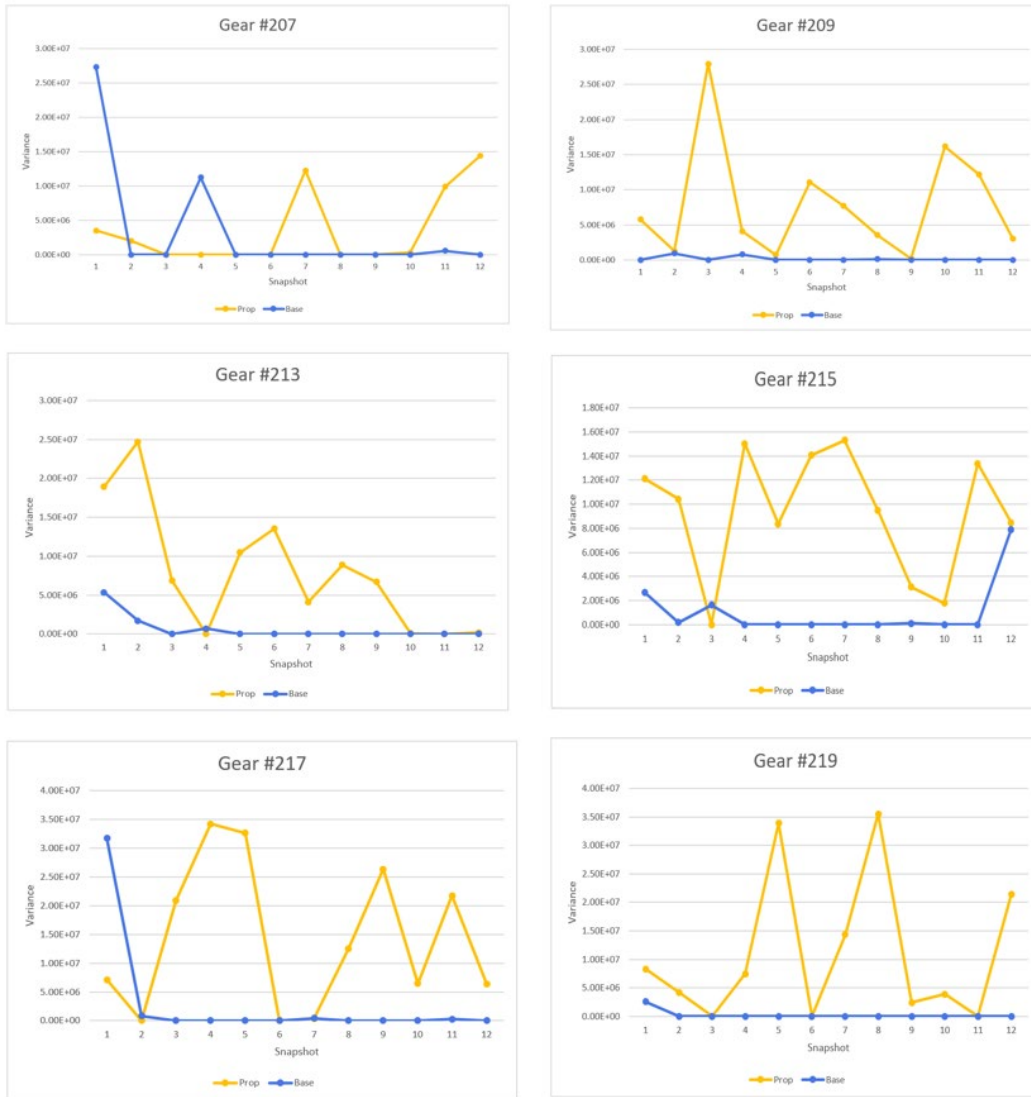 Gear #207
3.00E+07
2.50E+07
2.00E+07
1.50E+07
1.00E+07
5.00E+06
0.00E+00
Variance
1 2 3 4 5 6 7 8 9 10 11 12
Snapshot
Prop Base
Gear #209
3.00E+07
2.50E+07
2.00E+07
1.50E+07
1.00E+07
5.00E+06
0.00E+00
Variance
1 2 3 4 5 6 7 8 9 10 11 12
Snapshot
Prop Base
Gear #213
3.00E+07
2.50E+07
2.00E+07
1.50E+07
1.00E+07
5.00E+06
0.00E+00
Variance
1 2 3 4 5 6 7 8 9 10 11 12
Snapshot
Prop Base
Gear #215
1.80E+07
1.60E+07
1.40E+07
1.20E+07
1.00E+07
8.00E+06
6.00E+06
4.00E+06
2.00E+06
0.00E+00
Variance
1 2 3 4 5 6 7 8 9 10 11 12
Snapshot
Prop Base
Gear #217
4.00E+07
3.50E+07
3.00E+07
2.50E+07
2.00E+07
1.50E+07
1.00E+07
5.00E+06
0.00E+00
Variance
1 2 3 4 5 6 7 8 9 10 11 12
Snapshot
Prop Base
Gear #219
4.00E+07
3.50E+07
3.00E+07
2.50E+07
2.00E+07
1.50E+07
1.00E+07
5.00E+06
0.00E+00
Variance
1 2 3 4 5 6 7 8 9 10 11 12
Snapshot
Prop Base